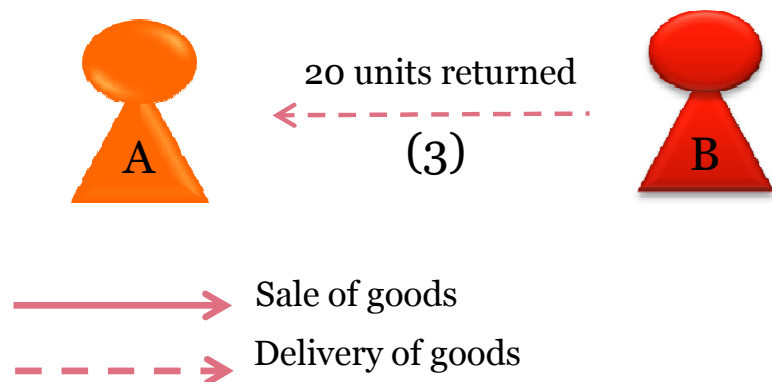 20 units returned
(3)
A
B
Sale of goods
Delivery of goods